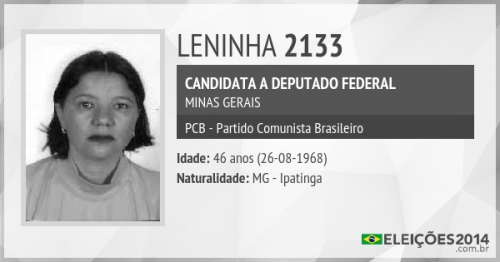 LENINHA 2133
CANDIDATA A DEPUTADO FEDERAL
MINAS GERAIS
PCB - Partido Comunista Brasileiro
Idade: 46 anos (26-08-1968)
Naturalidade: MG - Ipatinga
ELEIÇÕES2014
.com.br